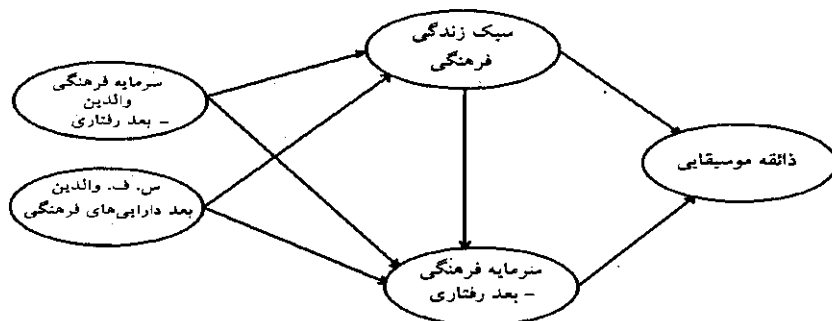 سبک زندگی
فرهنگی
سرمایه فرهنگی
والدین
- بعد رفتاری
ذائقه موسیقایی
س. ف. والدین
بعد دارایی‌های فرهنگی
سرمایه فرهنگی
- بعد رفتاری